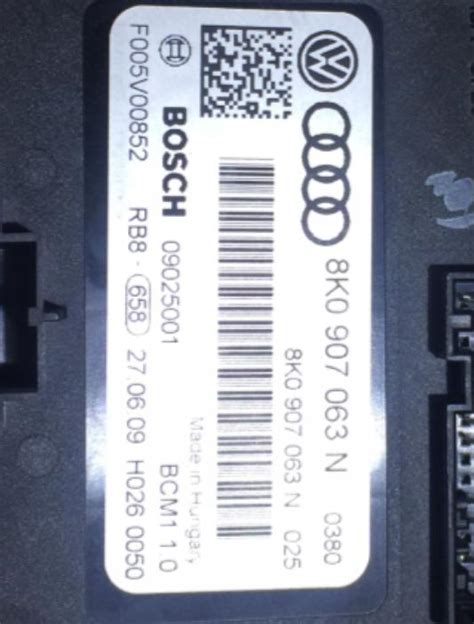 8K0 907 063 N 0380
8K0 907 063 N 025
Made in Hungary
BOSCH 09025001 BCM1 1.0
F005V00852 RB8 - 658 27.06.09 H026 0050